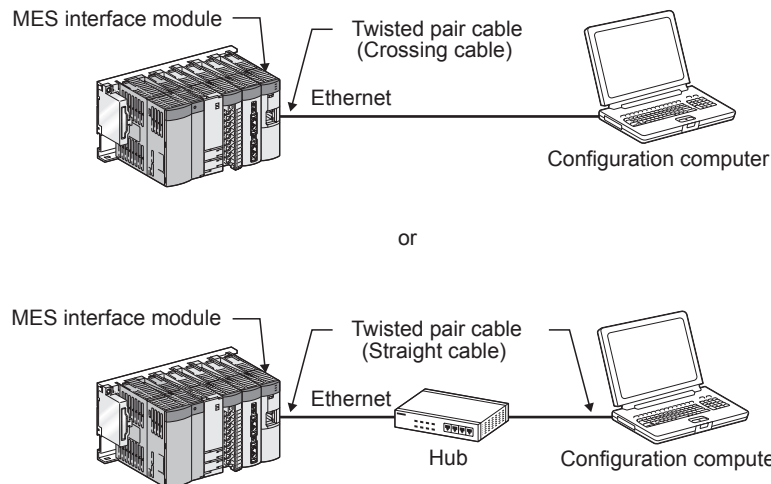 MES interface module
Twisted pair cable
(Crossing cable)
Ethernet
Configuration computer
or
MES interface module
Twisted pair cable
(Straight cable)
Ethernet
Hub
Configuration compute